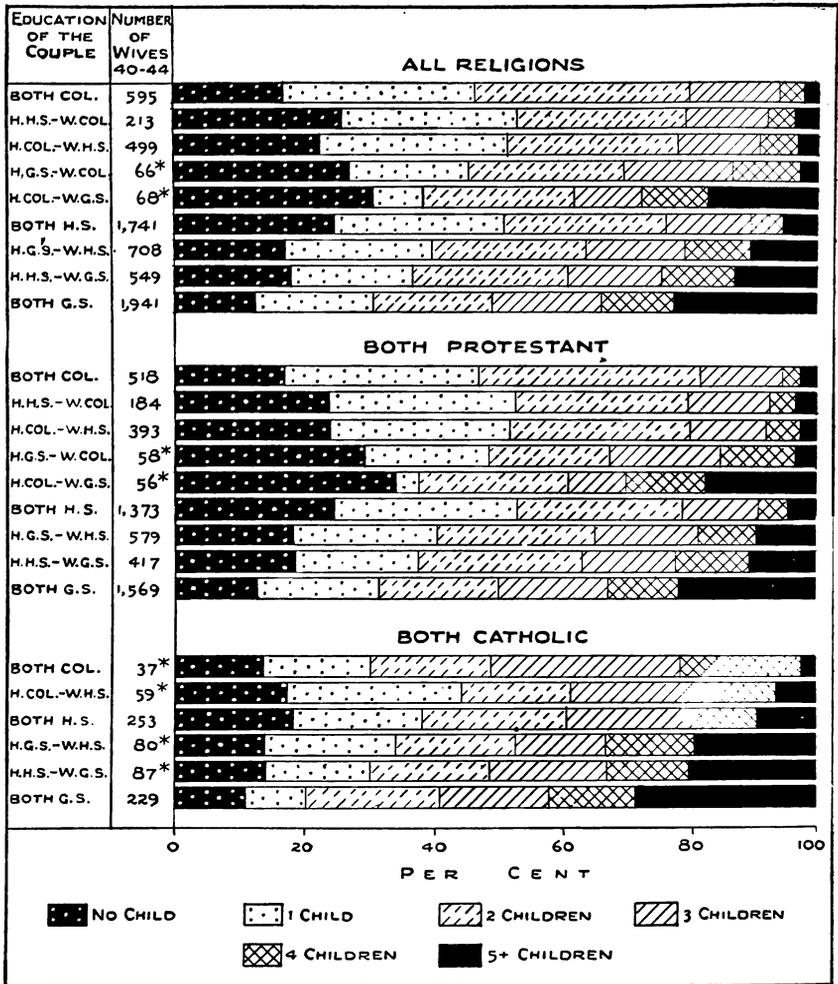 EDUCATION OF THE COUPLE
NUMBER OF WIVES 40-44
ALL RELIGIONS
BOTH COL. 595
H.H.S.-W.COL. 213
H.COL.-W.H.S. 499
H.G.S.-W.COL. 66*
H.COL.-W.G.S. 68*
BOTH H.S. 1,741
H.G.S.-W.H.S. 708
H.H.S.-W.G.S. 549
BOTH G.S. 1,941
BOTH PROTESTANT
BOTH COL. 518
H.H.S.-W.COL 184
H.COL.-W.H.S. 393
H.G.S.-W.COL. 58*
H.COL.-W.G.S. 56*
BOTH H.S. 1,373
H.G.S.-W.H.S. 579
H.H.S.-W.G.S. 417
BOTH G.S. 1,569
BOTH CATHOLIC
BOTH COL. 37*
H.COL.-W.H.S. 59*
BOTH H.S. 253
H.G.S.-W.H.S. 80*
H.H.S.-W.G.S. 87*
BOTH G.S. 229
0 20 40 60 80 100
PER CENT
NO CHILD 1 CHILD 2 CHILDREN 3 CHILDREN
4 CHILDREN 5+ CHILDREN